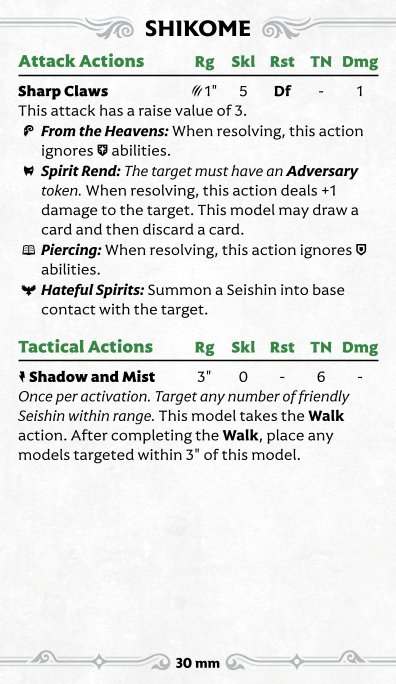 SHIKOME
Attack Actions Rg Skl Rst TN Dmg
Sharp Claws 1" 5 Df - 1
This attack has a raise value of 3.
From the Heavens: When resolving, this action
ignores abilities.
Spirit Rend: The target must have an Adversary
token. When resolving, this action deals +1
damage to the target. This model may draw a
card and then discard a card.
Piercing: When resolving, this action ignores
abilities.
Hateful Spirits: Summon a Seishin into base
contact with the target.
Tactical Actions Rg Skl Rst TN Dmg
Shadow and Mist 3" 0 - 6 -
Once per activation. Target any number of friendly
Seishin within range. This model takes the Walk
action. After completing the Walk, place any
models targeted within 3" of this model.
30 mm